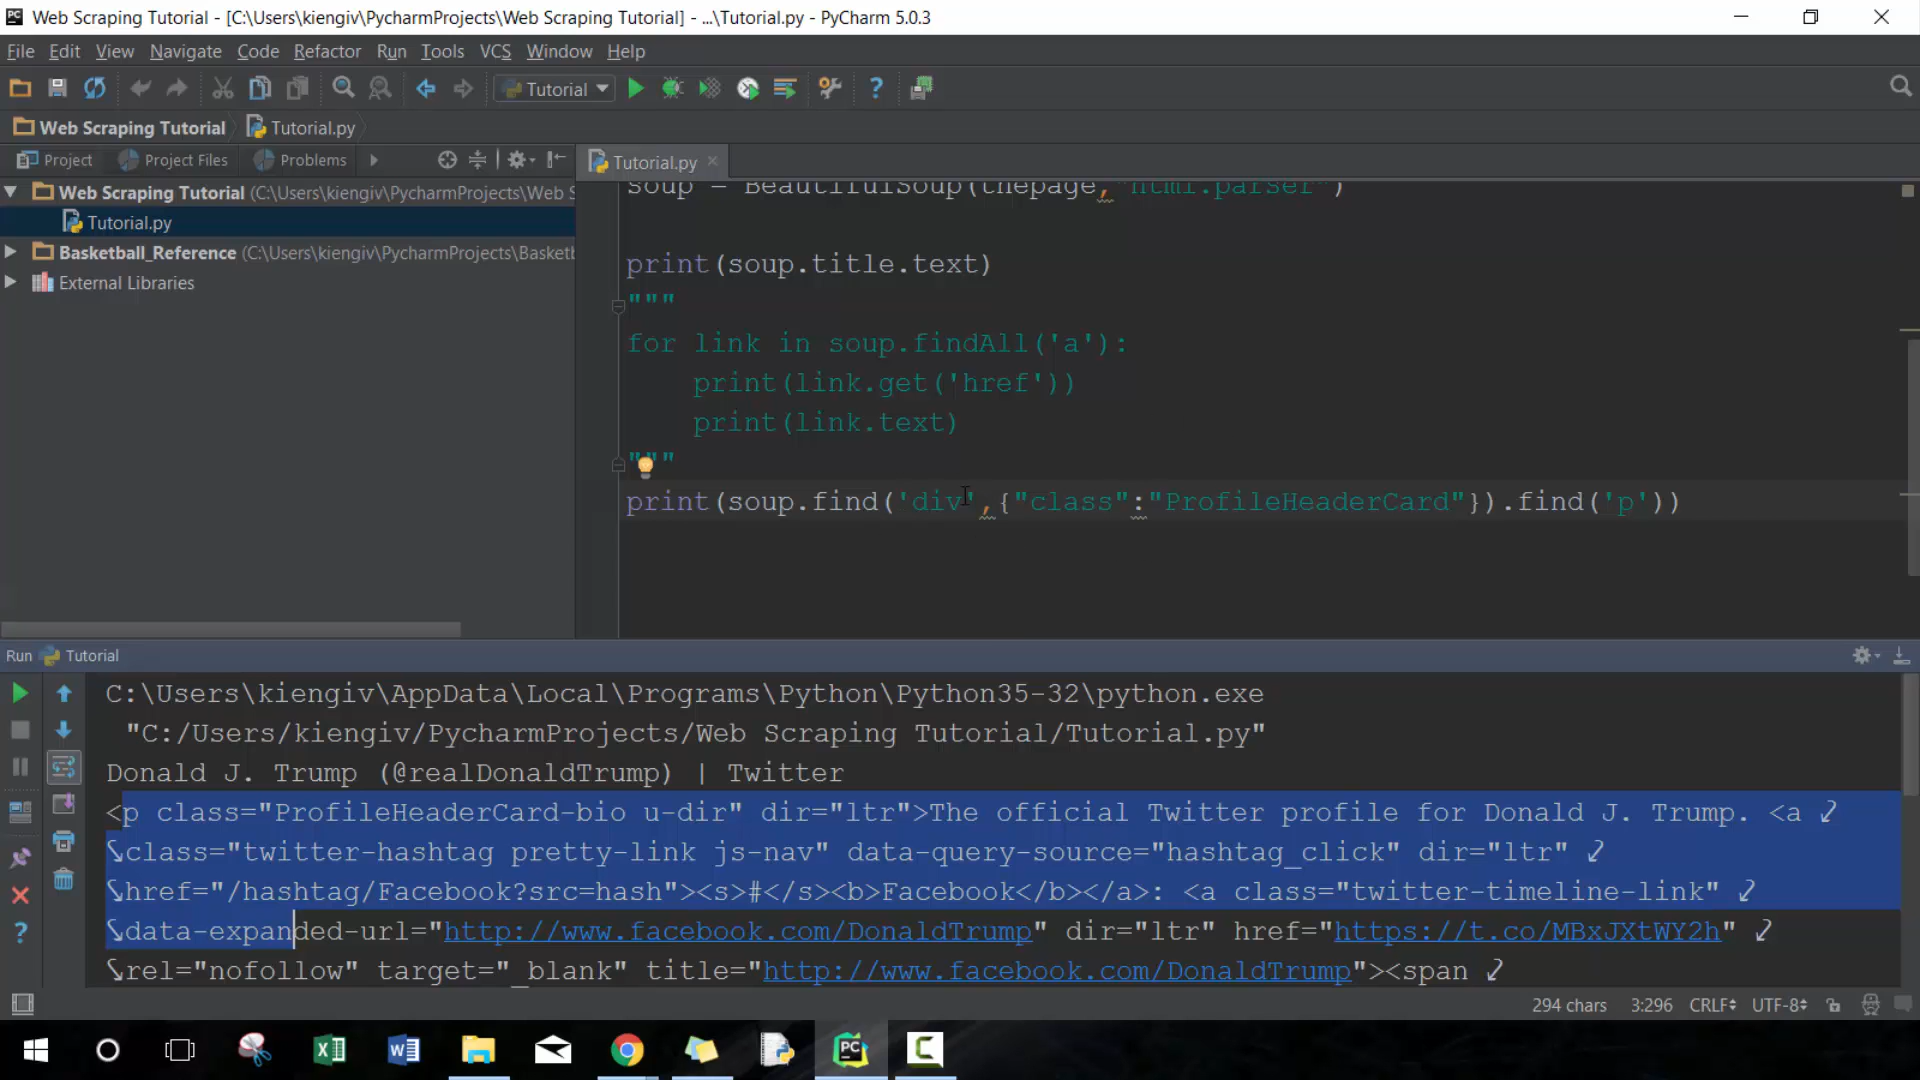 Web Scraping Tutorial - [C:\Users\kiengiv\PycharmProjects\Web Scraping Tutorial] - ...\Tutorial.py - PyCharm 5.0.3
File Edit View Navigate Code Refactor Run Tools VCS Window Help
Tutorial
Web Scraping Tutorial Tutorial.py
Project Project Files Problems
Tutorial.py
Web Scraping Tutorial (C:\Users\kiengiv\PycharmProjects\Web S
Tutorial.py
Basketball_Reference (C:\Users\kiengiv\PycharmProjects\Basketb
External Libraries
soup = BeautifulSoup(thepage,"html.parser")
print(soup.title.text)
"""
for link in soup.findAll('a'):
print(link.get('href'))
print(link.text)
"""
print(soup.find('div',{"class":"ProfileHeaderCard"}).find('p'))
Run Tutorial
C:\Users\kiengiv\AppData\Local\Programs\Python\Python35-32\python.exe
"C:/Users/kiengiv/PycharmProjects/Web Scraping Tutorial/Tutorial.py"
Donald J. Trump (@realDonaldTrump) | Twitter
<p class="ProfileHeaderCard-bio u-dir" dir="ltr">The official Twitter profile for Donald J. Trump. <a
class="twitter-hashtag pretty-link js-nav" data-query-source="hashtag_click" dir="ltr"
href="/hashtag/Facebook?src=hash"><s>#</s><b>Facebook</b></a>: <a class="twitter-timeline-link"
data-expanded-url="http://www.facebook.com/DonaldTrump" dir="ltr" href="https://t.co/MBxJXtWY2h"
rel="nofollow" target="_blank" title="http://www.facebook.com/DonaldTrump"><span
294 chars 3:296 CRLF UTF-8